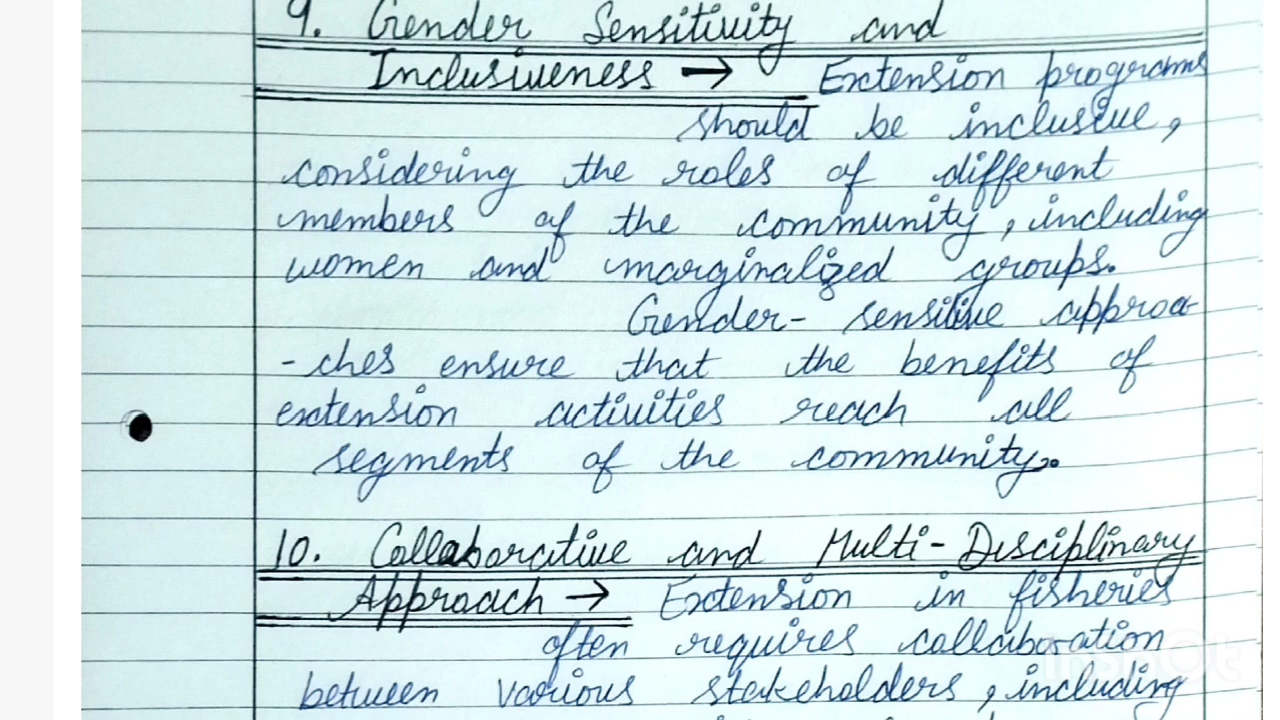 9. Gender Sensitivity and
Inclusiveness → Extension programs
should be inclusive,
considering the roles of different
members of the community, including
women and marginalized groups.
Gender- sensitive approa-
-ches ensure that the benefits of
extension activities reach all
segments of the community.
10. Collaborative and Multi-Disciplinary
Approach → Extension in fisheries
often requires collaboration
between various stakeholders, including